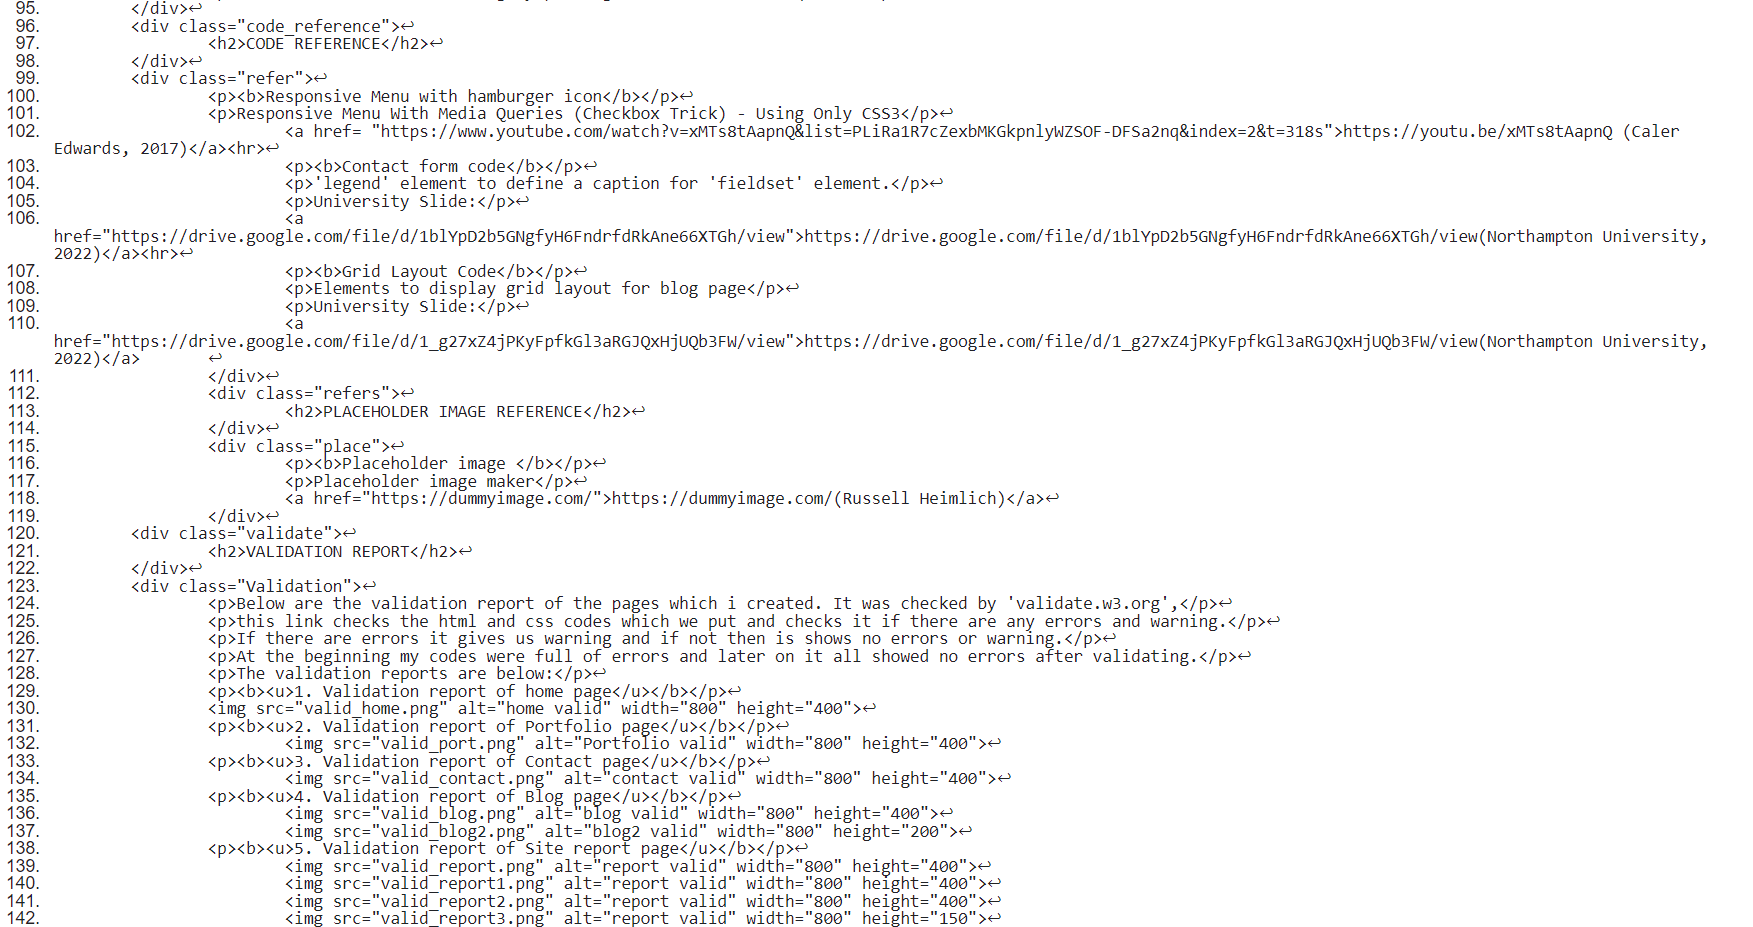 95. </div>↩
96. <div class="code_reference">↩
97. <h2>CODE REFERENCE</h2>↩
98. </div>↩
99. <div class="refer">↩
100. <p><b>Responsive Menu with hamburger icon</b></p>↩
101. <p>Responsive Menu With Media Queries (Checkbox Trick) - Using Only CSS3</p>↩
102. <a href= "https://www.youtube.com/watch?v=xMTs8tAapnQ&list=PLiRa1R7cZexbMKGkpnlyWZSOF-DFSa2nq&index=2&t=318s">https://youtu.be/xMTs8tAapnQ (Caler
Edwards, 2017)</a><hr>↩
103. <p><b>Contact form code</b></p>↩
104. <p>'legend' element to define a caption for 'fieldset' element.</p>↩
105. <p>University Slide:</p>↩
106. <a
href="https://drive.google.com/file/d/1blYpD2b5GNgfyH6FndrfdRkAne66XTGh/view">https://drive.google.com/file/d/1blYpD2b5GNgfyH6FndrfdRkAne66XTGh/view(Northampton University,
2022)</a><hr>↩
107. <p><b>Grid Layout Code</b></p>↩
108. <p>Elements to display grid layout for blog page</p>↩
109. <p>University Slide:</p>↩
110. <a
href="https://drive.google.com/file/d/1_g27xZ4jPKyFpfkGl3aRGJQxHjUQb3FW/view">https://drive.google.com/file/d/1_g27xZ4jPKyFpfkGl3aRGJQxHjUQb3FW/view(Northampton University,
2022)</a> ↩
111. </div>↩
112. <div class="refers">↩
113. <h2>PLACEHOLDER IMAGE REFERENCE</h2>↩
114. </div>↩
115. <div class="place">↩
116. <p><b>Placeholder image </b></p>↩
117. <p>Placeholder image maker</p>↩
118. <a href="https://dummyimage.com/">https://dummyimage.com/(Russell Heimlich)</a>↩
119. </div>↩
120. <div class="validate">↩
121. <h2>VALIDATION REPORT</h2>↩
122. </div>↩
123. <div class="Validation">↩
124. <p>Below are the validation report of the pages which i created. It was checked by 'validate.w3.org',</p>↩
125. <p>this link checks the html and css codes which we put and checks it if there are any errors and warning.</p>↩
126. <p>If there are errors it gives us warning and if not then is shows no errors or warning.</p>↩
127. <p>At the beginning my codes were full of errors and later on it all showed no errors after validating.</p>↩
128. <p>The validation reports are below:</p>↩
129. <p><b><u>1. Validation report of home page</u></b></p>↩
130. <img src="valid_home.png" alt="home valid" width="800" height="400">↩
131. <p><b><u>2. Validation report of Portfolio page</u></b></p>↩
132. <img src="valid_port.png" alt="Portfolio valid" width="800" height="400">↩
133. <p><b><u>3. Validation report of Contact page</u></b></p>↩
134. <img src="valid_contact.png" alt="contact valid" width="800" height="400">↩
135. <p><b><u>4. Validation report of Blog page</u></b></p>↩
136. <img src="valid_blog.png" alt="blog valid" width="800" height="400">↩
137. <img src="valid_blog2.png" alt="blog2 valid" width="800" height="200">↩
138. <p><b><u>5. Validation report of Site report page</u></b></p>↩
139. <img src="valid_report.png" alt="report valid" width="800" height="400">↩
140. <img src="valid_report1.png" alt="report valid" width="800" height="400">↩
141. <img src="valid_report2.png" alt="report valid" width="800" height="400">↩
142. <img src="valid_report3.png" alt="report valid" width="800" height="150">↩